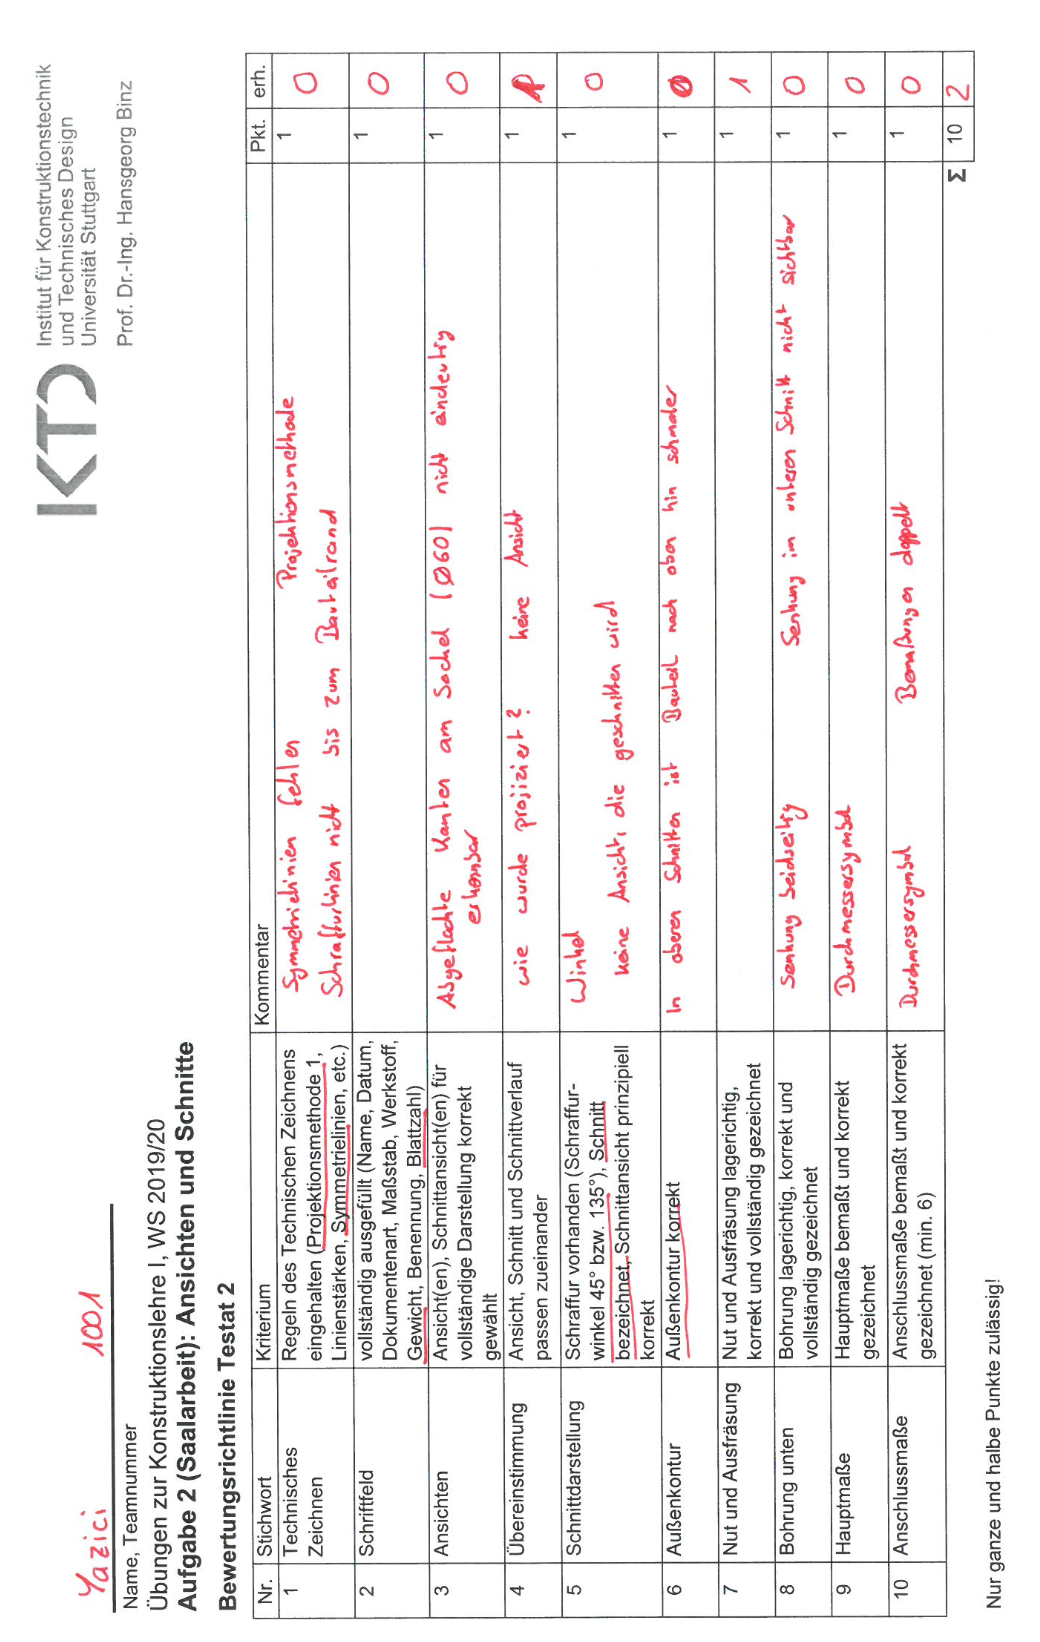 Yazici 1001
Name, Teamnummer
Übungen zur Konstruktionslehre I, WS 2019/20
Aufgabe 2 (Saalarbeit): Ansichten und Schnitte
Bewertungsrichtlinie Testat 2
IKTD
Institut für Konstruktionstechnik
und Technisches Design
Universität Stuttgart
Prof. Dr.-Ing. Hansgeorg Binz
Nr. Stichwort Kriterium Kommentar Pkt. erh.
1 Technisches Zeichnen
Regeln des Technischen Zeichnens
eingehalten (Projektionsmethode 1,
Linienstärken, Symmetrielinien, etc.)
Symmetrielinien fehlen Projektionsmethode
Schraffurlinien nicht bis zum Bauteilrand
1 0
2 Schriftfeld
vollständig ausgefüllt (Name, Datum,
Dokumentenart, Maßstab, Werkstoff,
Gewicht, Benennung, Blattzahl)
1 0
3 Ansichten
Ansicht(en), Schnittansicht(en) für
vollständige Darstellung korrekt
gewählt
Abgeflachte Kanten am Sockel (Ø60) nicht eindeutig
erkennbar
1 0
4 Übereinstimmung
Ansicht, Schnitt und Schnittverlauf
passen zueinander
wie wurde projiziert? keine Ansicht
1
5 Schnittdarstellung
Schraffur vorhanden (Schraffur-
winkel 45° bzw. 135°), Schnitt
bezeichnet, Schnittansicht prinzipiell
korrekt
Winkel
keine Ansicht, die geschnitten wird
1 0
6 Außenkontur
Außenkontur korrekt
In oberen Schnitten ist Bauteil nach oben hin schmaler
1 0
7 Nut und Ausfräsung
Nut und Ausfräsung lagerichtig,
korrekt und vollständig gezeichnet
1 1
8 Bohrung unten
Bohrung lagerichtig, korrekt und
vollständig gezeichnet
Senkung beidseitig Senkung im unteren Schnitt nicht sichtbar
1 0
9 Hauptmaße
Hauptmaße bemaßt und korrekt
gezeichnet
Durchmessersymbol
1 0
10 Anschlussmaße
Anschlussmaße bemaßt und korrekt
gezeichnet (min. 6)
Durchmessersymbol Bemaßungen doppelt
1 0
Σ 10 2
Nur ganze und halbe Punkte zulässig!